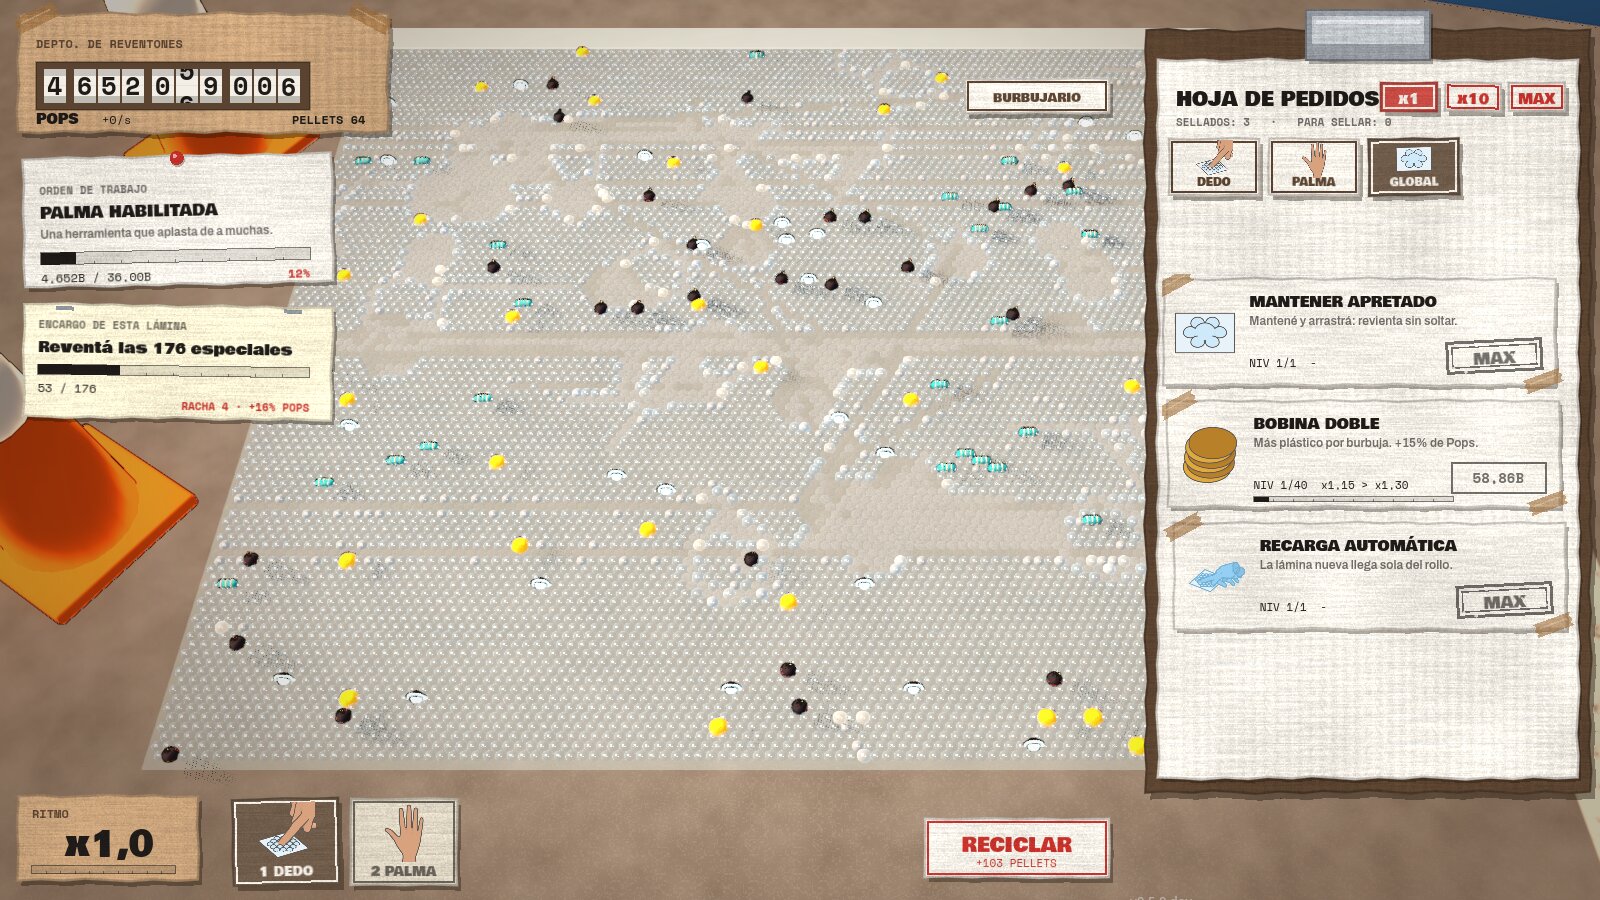 DEPTO. DE REVENTONES
4 652 0 9 006
POPS +0/s PELLETS 64
ORDEN DE TRABAJO
PALMA HABILITADA
Una herramienta que aplasta de a muchas.
4.652B / 36.00B 12%
ENCARGO DE ESTA LÁMINA
Reventá las 176 especiales
53 / 176
RACHA 4 · +16% POPS
BURBUJARIO
HOJA DE PEDIDOS x1 x10 MAX
SELLADOS: 3 · PARA SELLAR: 0
DEDO PALMA GLOBAL
MANTENER APRETADO
Mantené y arrastrá: revienta sin soltar.
NIV 1/1 - MAX
BOBINA DOBLE
Más plástico por burbuja. +15% de Pops.
NIV 1/40 x1.15 > x1.30 58.86B
RECARGA AUTOMÁTICA
La lámina nueva llega sola del rollo.
NIV 1/1 - MAX
RITMO
x1,0
1 DEDO 2 PALMA
RECICLAR
+103 PELLETS